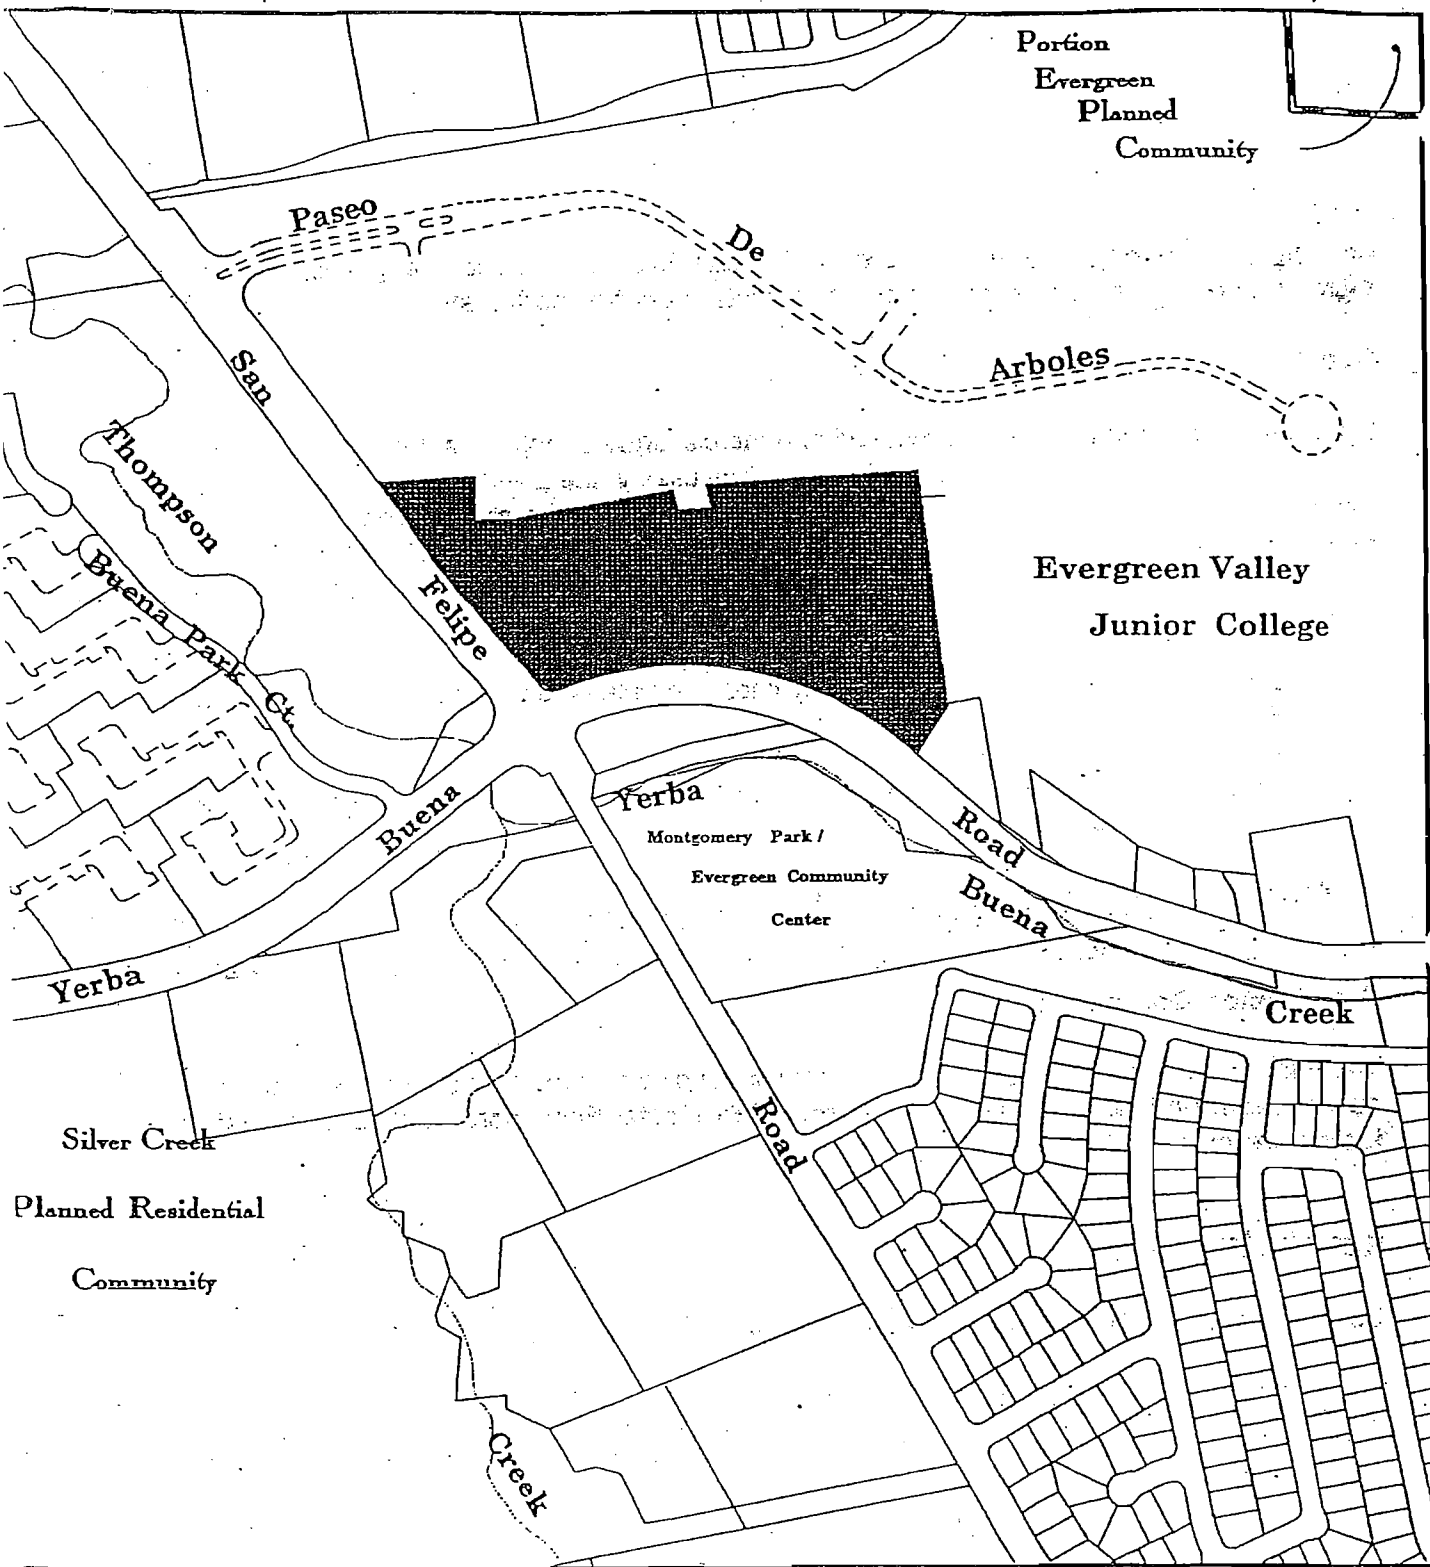 Portion
Evergreen
Planned
Community
Paseo
De
Arboles
San
Felipe
Road
Thompson
Creek
Buena Park Ct.
Evergreen Valley
Junior College
Yerba
Buena
Road
Yerba
Buena
Creek
Montgomery Park/
Evergreen Community
Center
Silver Creek
Planned Residential
Community